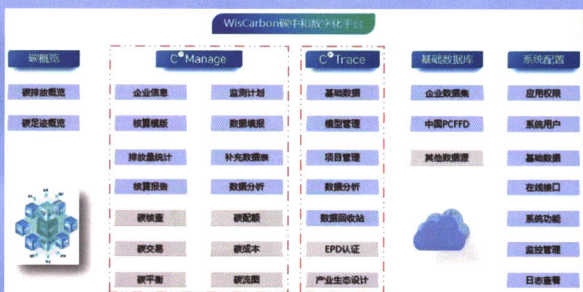 WisCarbon碳中和数字化平台
碳概览 C Manage C Trace 基础数据库 系统配置
碳排放概览 企业信息 监测计划 基础数据 企业数据集 应用权限
碳足迹概览 核算模版 数据填报 模型管理 中国PCFFD 系统用户
排放量统计 补充数据表 项目管理 其他数据源 基础数据
核算报告 数据分析 数据分析 在线接口
碳核查 碳配额 数据回收站 系统功能
碳交易 碳成本 EPD认证 监控管理
碳平衡 碳流图 产业生态设计 日志查看